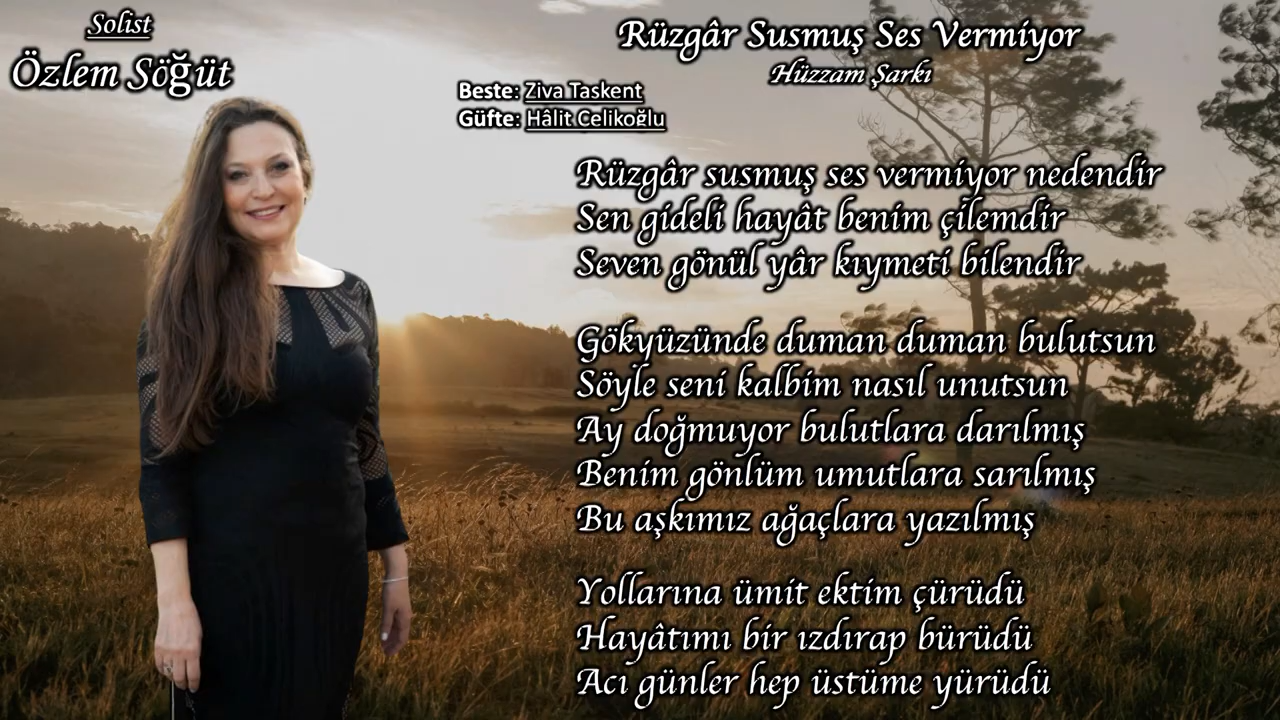 Solist
Özlem Söğüt
Rüzgâr Susmuş Ses Vermiyor
Hüzzam Şarkı
Beste: Ziva Taskent
Güfte: Hâlit Celikoğlu
Rüzgâr susmuş ses vermiyor nedendir
Sen gideli hayât benim çilemdir
Seven gönül yâr kıymeti bilendir
Gökyüzünde duman duman bulutsun
Söyle seni kalbim nasıl unutsun
Ay doğmuyor bulutlara darılmış
Benim gönlüm umutlara sarılmış
Bu aşkımız ağaçlara yazılmış
Yollarına ümit ektim çürüdü
Hayâtımı bir ızdırap bürüdü
Acı günler hep üstüme yürüdü